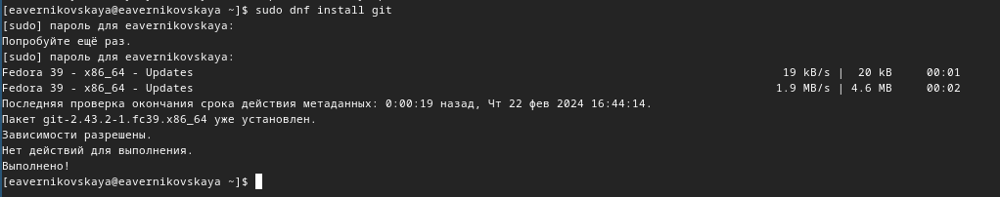 [eavernikovskaya@eavernikovskaya ~]$ sudo dnf install git
[sudo] пароль для eavernikovskaya:
Попробуйте ещё раз.
[sudo] пароль для eavernikovskaya:
Fedora 39 - x86_64 - Updates 19 kB/s | 20 kB 00:01
Fedora 39 - x86_64 - Updates 1.9 MB/s | 4.6 MB 00:02
Последняя проверка окончания срока действия метаданных: 0:00:19 назад, Чт 22 фев 2024 16:44:14.
Пакет git-2.43.2-1.fc39.x86_64 уже установлен.
Зависимости разрешены.
Нет действий для выполнения.
Выполнено!
[eavernikovskaya@eavernikovskaya ~]$